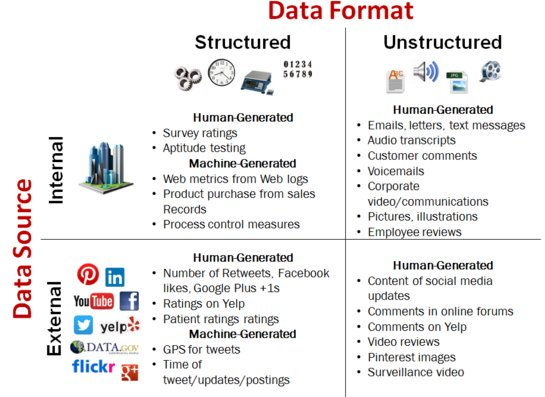 Data Format
Structured
Unstructured
01234
56789
JPG
Data Source
Internal
Human-Generated
• Survey ratings
• Aptitude testing
Machine-Generated
• Web metrics from Web logs
• Product purchase from sales
Records
• Process control measures
Human-Generated
• Emails, letters, text messages
• Audio transcripts
• Customer comments
• Voicemails
• Corporate
video/communications
• Pictures, illustrations
• Employee reviews
External
in
YouTube
f
yelp
DATA.GOV
flickr
g+
Human-Generated
• Number of Retweets, Facebook
likes, Google Plus +1s
• Ratings on Yelp
• Patient ratings ratings
Machine-Generated
• GPS for tweets
• Time of
tweet/updates/postings
Human-Generated
• Content of social media
updates
• Comments in online forums
• Comments on Yelp
• Video reviews
• Pinterest images
• Surveillance video